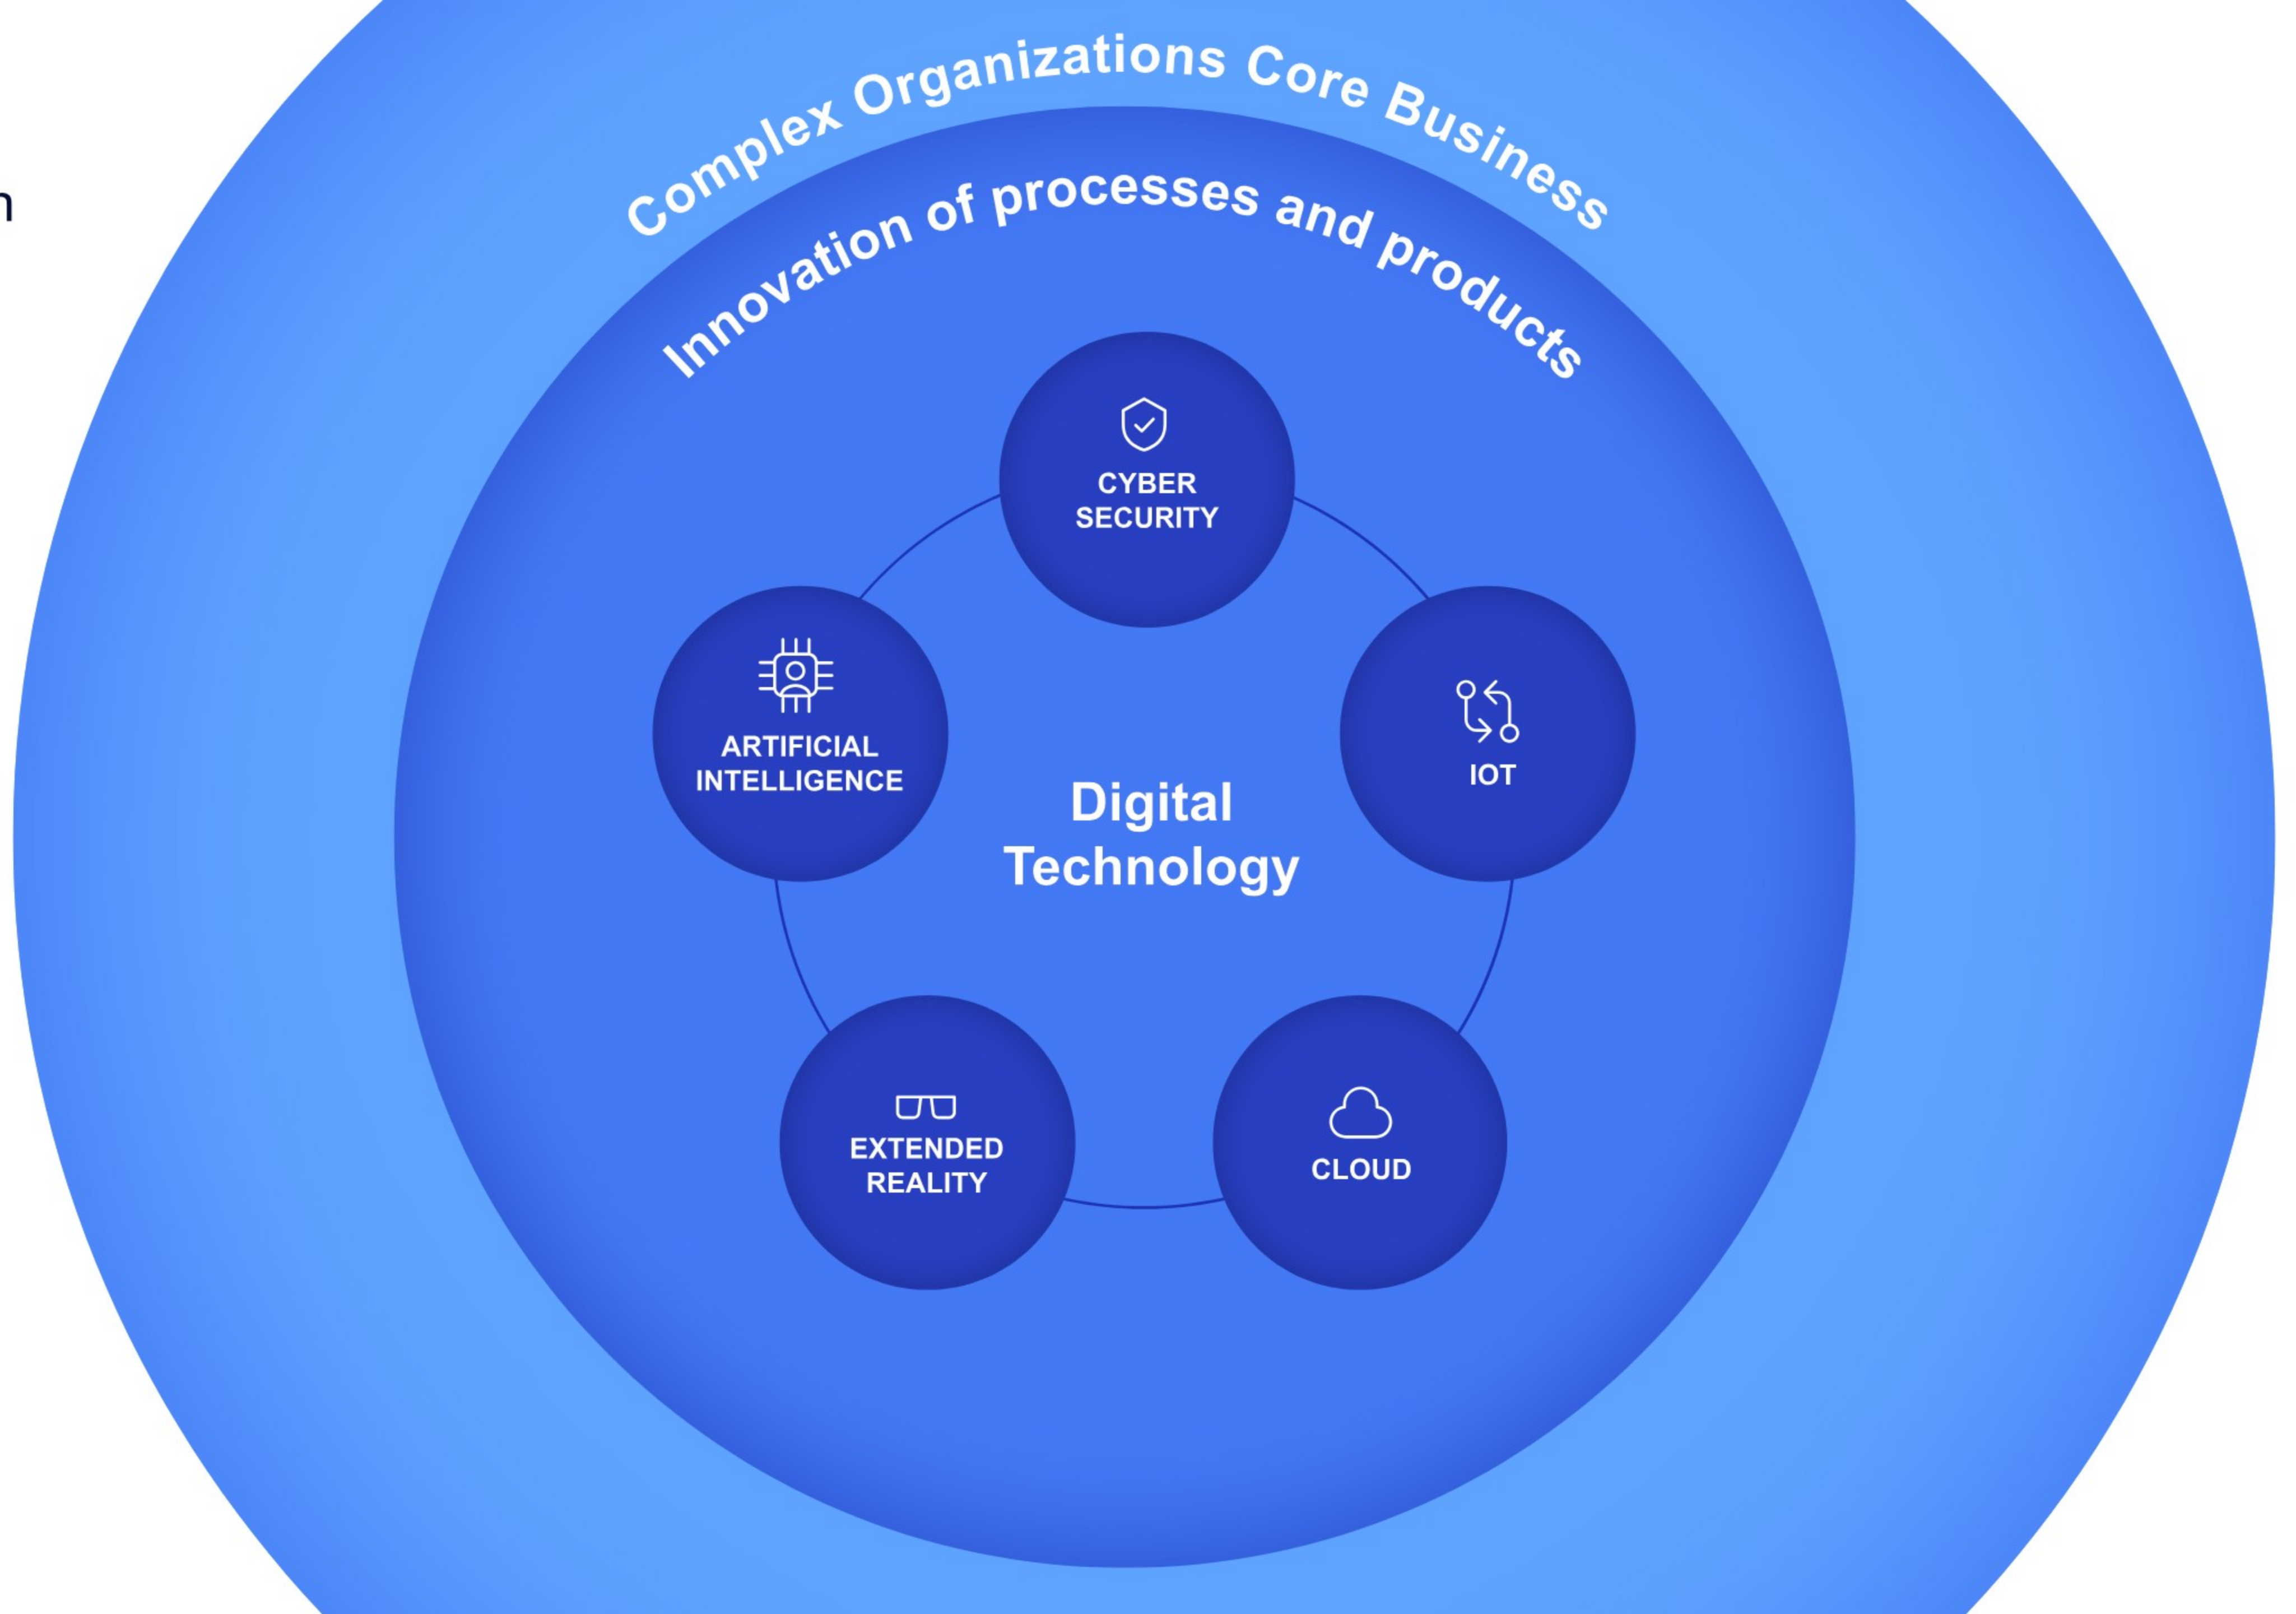 Complex Organizations Core Business
Innovation of processes and products
CYBER
SECURITY
ARTIFICIAL
INTELLIGENCE
IOT
Digital
Technology
EXTENDED
REALITY
CLOUD